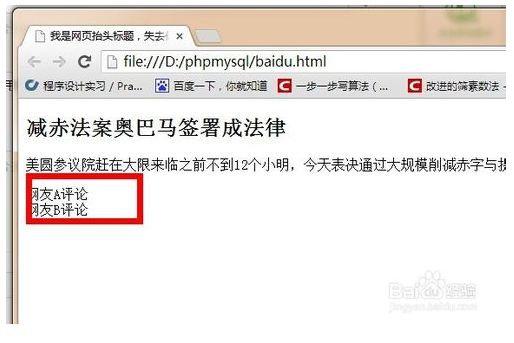 我是网页抬头标题，失去
file:///D:/phpmysql/baidu.html
程序设计实习 / Pra...
百度一下，你就知道
一步一步写算法（...
改进的筛素数法 -
减赤法案奥巴马签署成法律
美圆参议院赶在大限来临之前不到12个小明，今天表决通过大规模削减赤字与
网友A评论
网友B评论
Baidu 经验
jingyan.baidu.com